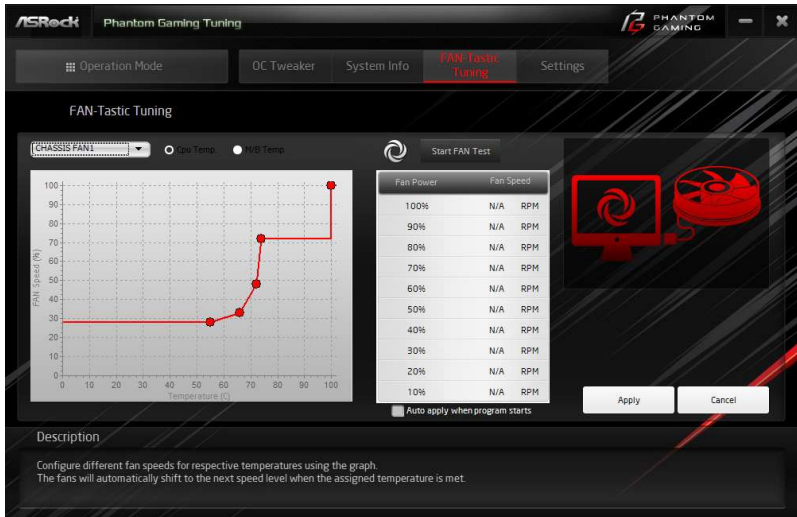 ASRock Phantom Gaming Tuning PHANTOM GAMING
Operation Mode OC Tweaker System Info FAN-Tastic Tuning Settings
FAN-Tastic Tuning
CHASSIS FAN1 Cpu Temp. M/B Temp. Start FAN Test
Fan Power Fan Speed
100% N/A RPM
90% N/A RPM
80% N/A RPM
70% N/A RPM
60% N/A RPM
50% N/A RPM
40% N/A RPM
30% N/A RPM
20% N/A RPM
10% N/A RPM
FAN Speed (%)
100
90
80
70
60
50
40
30
20
10
0
0 10 20 30 40 50 60 70 80 90 100
Temperature (C)
Auto apply when program starts
Apply Cancel
Description
Configure different fan speeds for respective temperatures using the graph.
The fans will automatically shift to the next speed level when the assigned temperature is met.